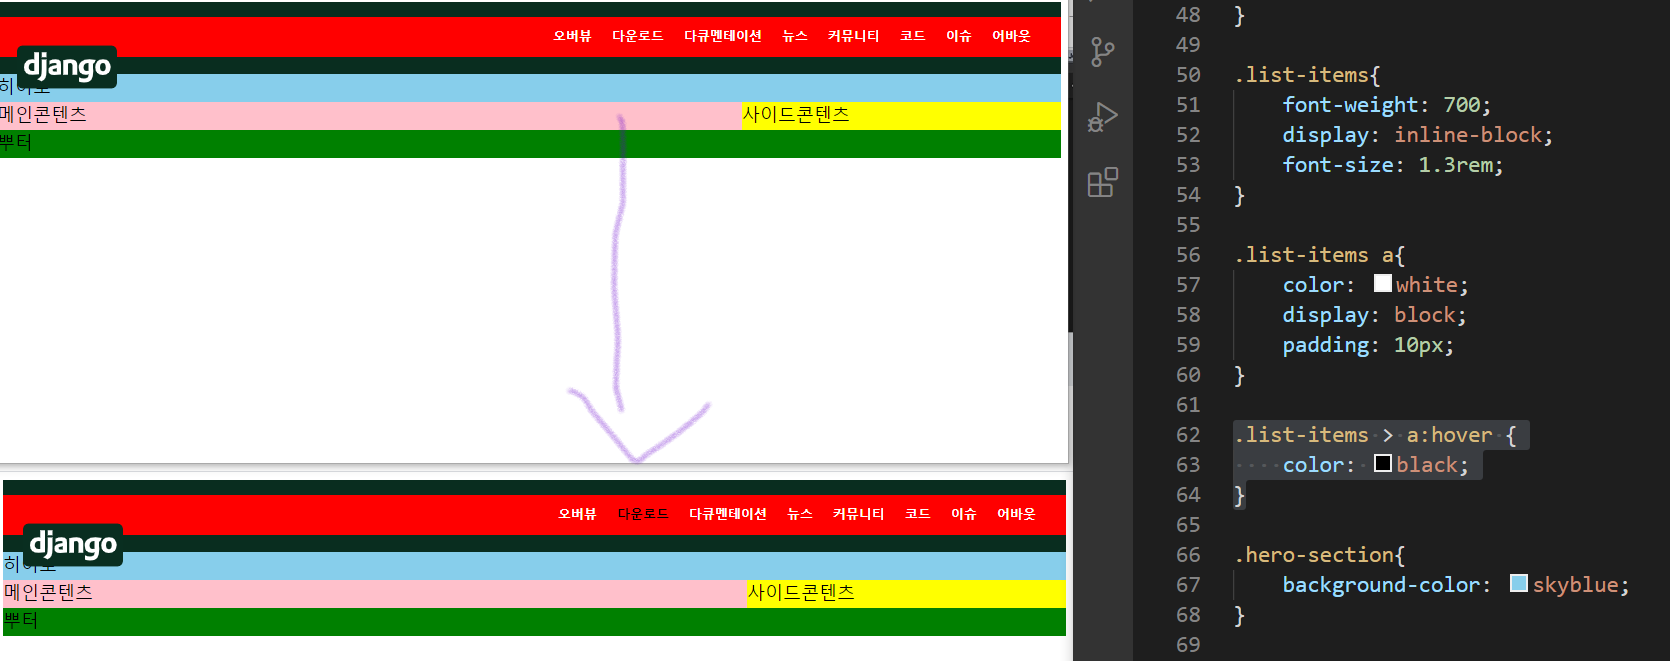 오버뷰 다운로드 다큐멘테이션 뉴스 커뮤니티 코드 이슈 어바웃
django
히어로
메인콘텐츠 사이드콘텐츠
뿌터
오버뷰 다운로드 다큐멘테이션 뉴스 커뮤니티 코드 이슈 어바웃
django
히어로
메인콘텐츠 사이드콘텐츠
뿌터
48 }
49
50 .list-items{
51 font-weight: 700;
52 display: inline-block;
53 font-size: 1.3rem;
54 }
55
56 .list-items a{
57 color: white;
58 display: block;
59 padding: 10px;
60 }
61
62 .list-items > a:hover {
63 color: black;
64 }
65
66 .hero-section{
67 background-color: skyblue;
68 }
69